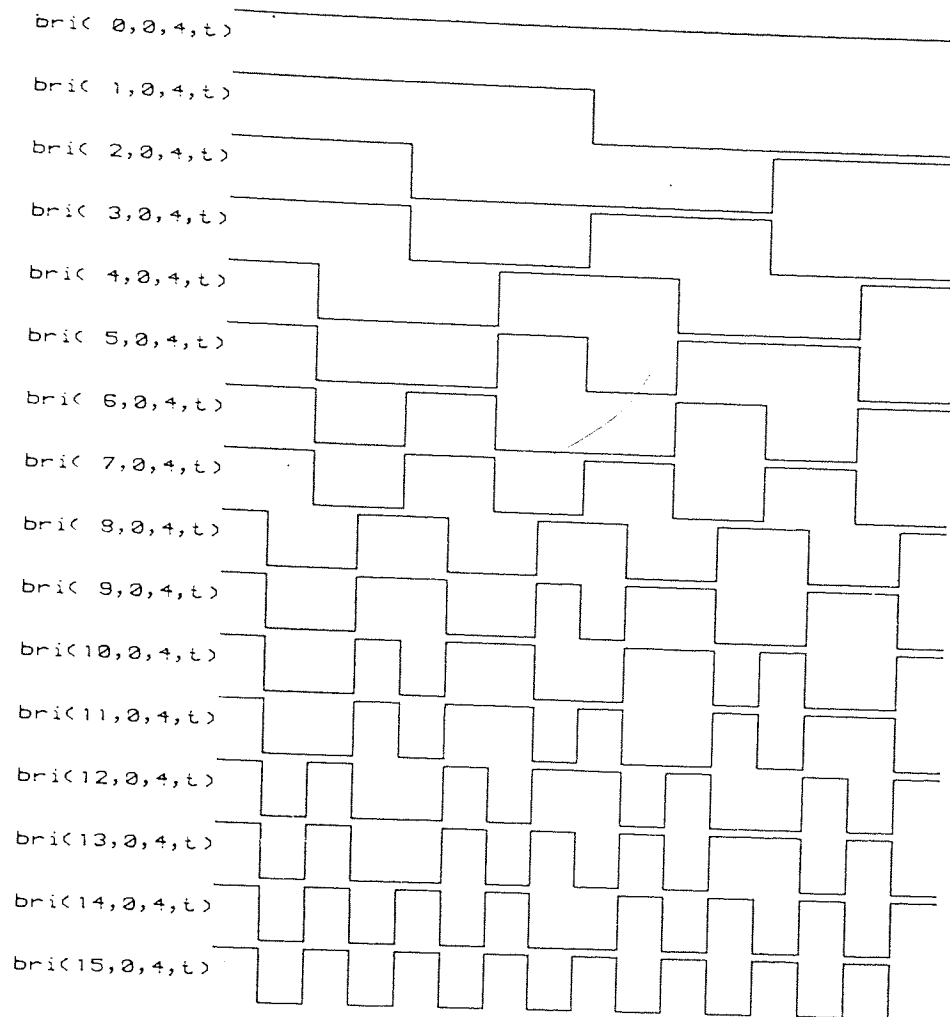 bri( 0,0,4,t)
bri( 1,0,4,t)
bri( 2,0,4,t)
bri( 3,0,4,t)
bri( 4,0,4,t)
bri( 5,0,4,t)
bri( 6,0,4,t)
bri( 7,0,4,t)
bri( 8,0,4,t)
bri( 9,0,4,t)
bri(10,0,4,t)
bri(11,0,4,t)
bri(12,0,4,t)
bri(13,0,4,t)
bri(14,0,4,t)
bri(15,0,4,t)